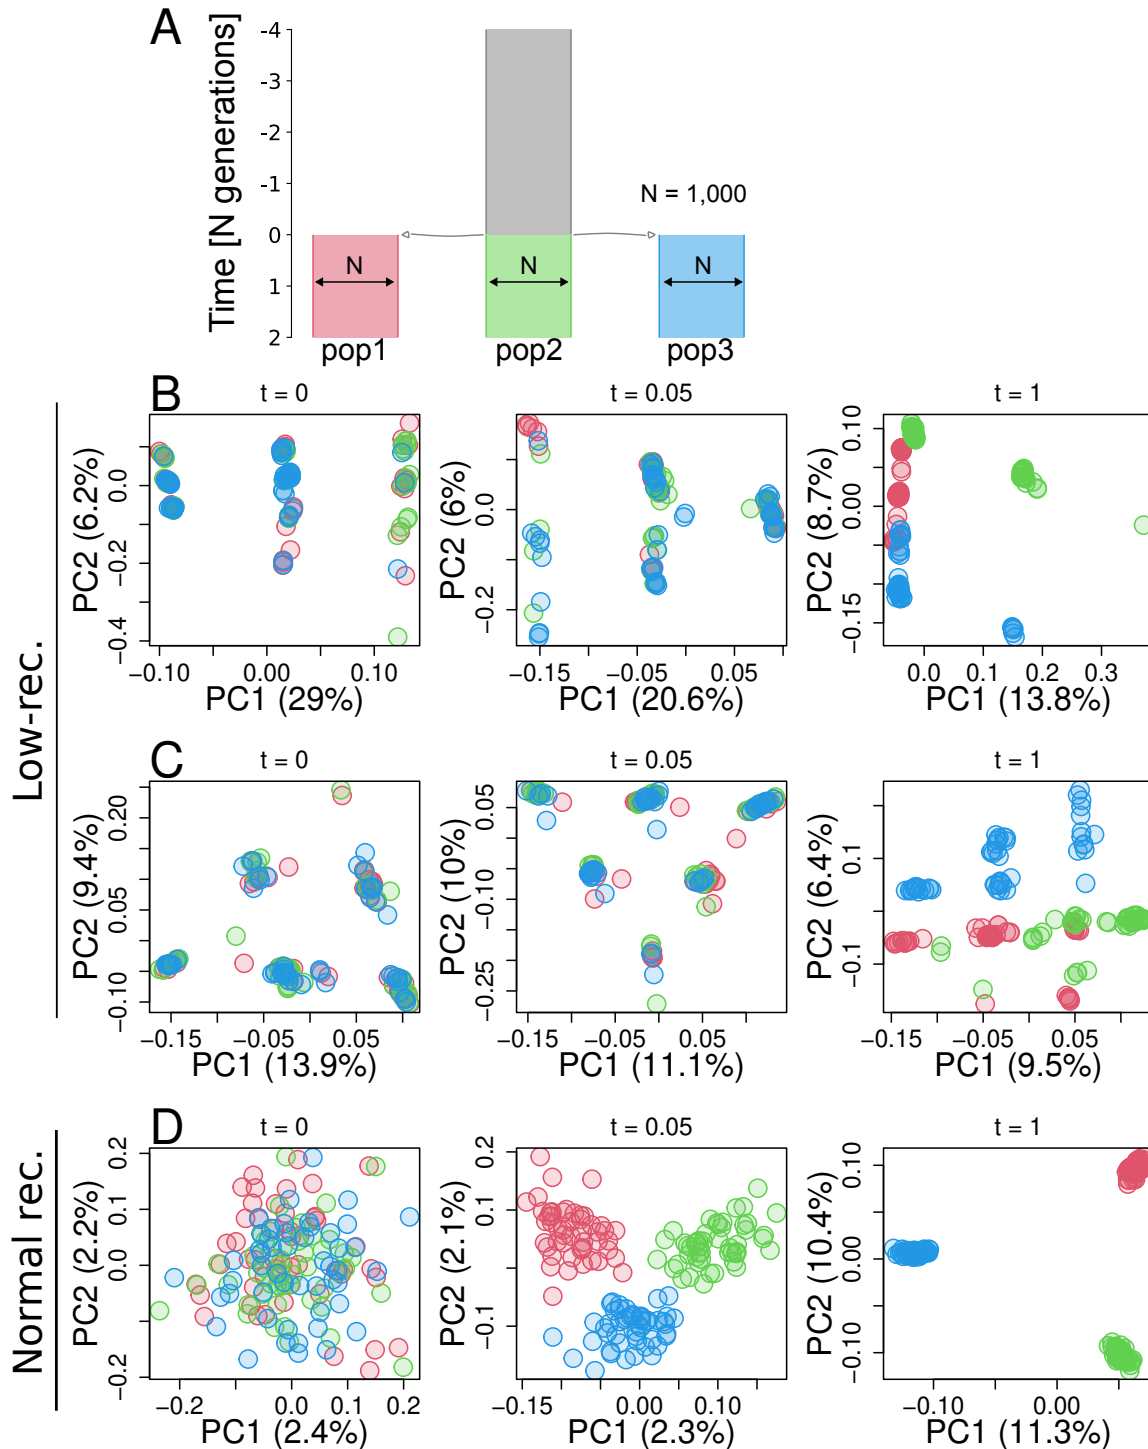 A
Time [N generations]
-4
-3
-2
-1
0
1
2
N = 1,000
N
N
N
pop1
pop2
pop3
Low-rec.
B
t = 0
t = 0.05
t = 1
PC2 (6.2%)
0.0
−0.2
−0.4
−0.10
0.00
0.10
PC1 (29%)
PC2 (6%)
0.0
−0.2
−0.15
−0.05
0.05
PC1 (20.6%)
PC2 (8.7%)
0.10
0.00
−0.15
0.0
0.1
0.2
0.3
PC1 (13.8%)
C
t = 0
t = 0.05
t = 1
PC2 (9.4%)
0.20
0.05
−0.10
−0.15
−0.05
0.05
PC1 (13.9%)
PC2 (10%)
0.05
−0.10
−0.25
−0.15
−0.05
0.05
PC1 (11.1%)
PC2 (6.4%)
0.1
−0.1
−0.15
−0.05
0.05
PC1 (9.5%)
Normal rec.
D
t = 0
t = 0.05
t = 1
PC2 (2.2%)
0.2
0.1
0.0
−0.2
−0.2
0.0
0.1
0.2
PC1 (2.4%)
PC2 (2.1%)
0.2
0.1
−0.1
−0.15
0.00
0.10
PC1 (2.3%)
PC2 (10.4%)
0.10
0.00
−0.10
−0.10
0.00
PC1 (11.3%)